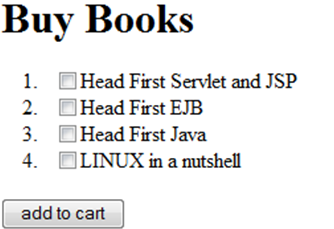 Buy Books
1. Head First Servlet and JSP
2. Head First EJB
3. Head First Java
4. LINUX in a nutshell
add to cart